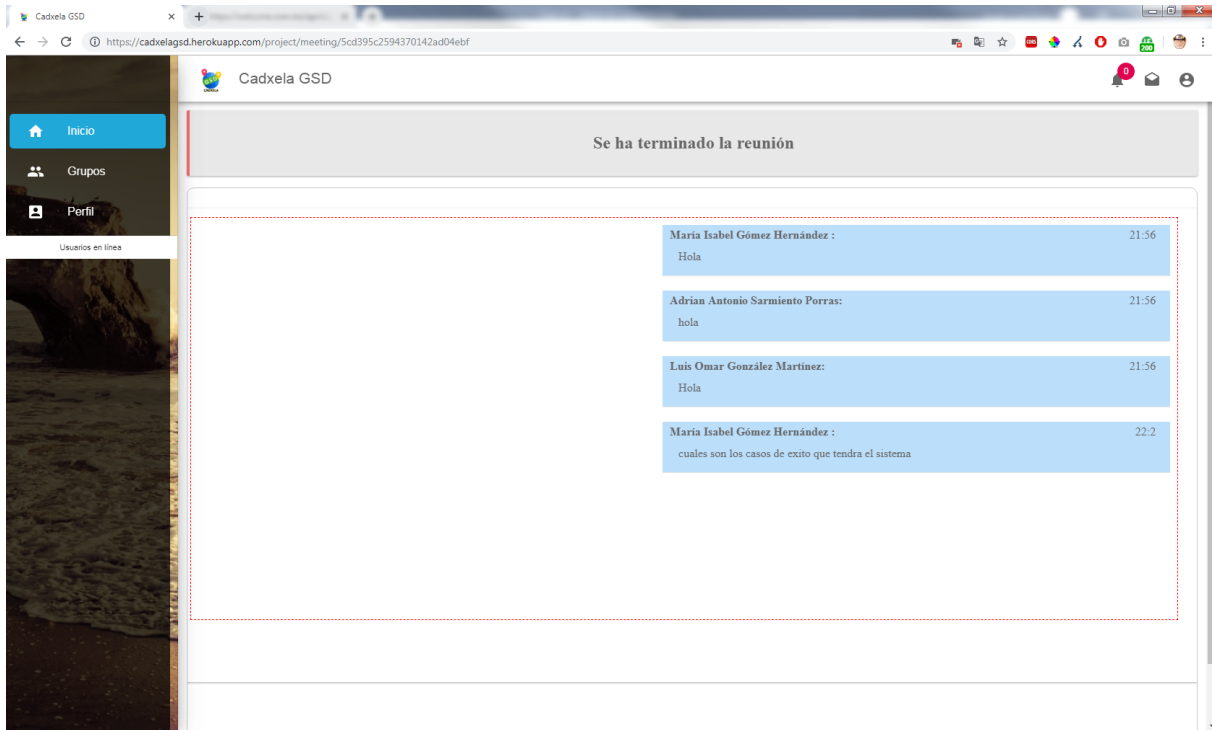 Cadxela GSD
https://cadxelagsd.herokuapp.com/project/meeting/5cd395c2594370142ad04ebf
200
Cadxela GSD
0
Inicio
Grupos
Perfil
Usuarios en línea
Se ha terminado la reunión
María Isabel Gómez Hernández : 21:56
Hola
Adrian Antonio Sarmiento Porras: 21:56
hola
Luis Omar González Martínez: 21:56
Hola
María Isabel Gómez Hernández : 22:2
cuales son los casos de exito que tendra el sistema